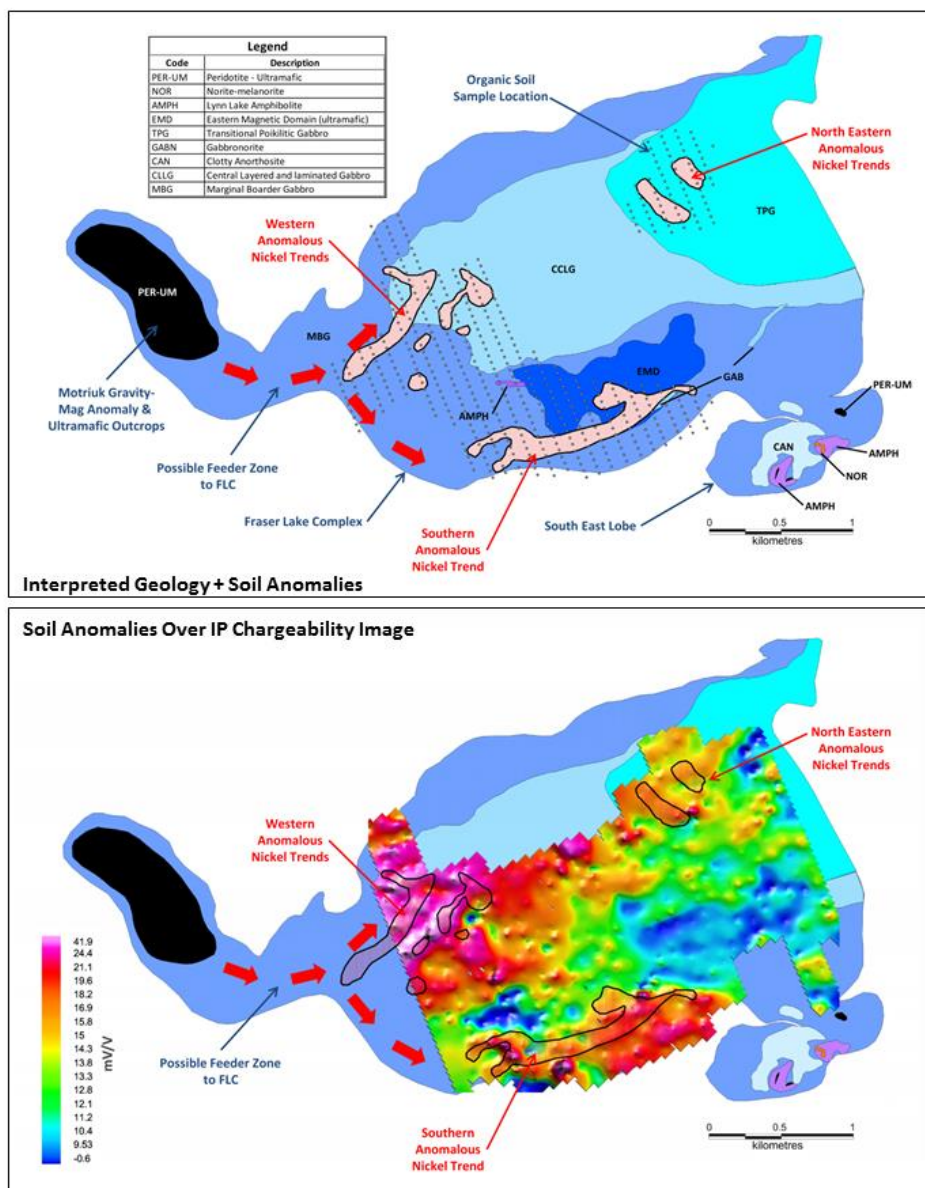 Legend
Code Description
PER-UM Peridotite - Ultramafic
NOR Norite-melanorite
AMPH Lynn Lake Amphibolite
EMD Eastern Magnetic Domain (ultramafic)
TPG Transitional Poikilitic Gabbro
GABN Gabbronorite
CAN Clotty Anorthosite
CLLG Central Layered and laminated Gabbro
MBG Marginal Boarder Gabbro
Organic Soil
Sample Location
North Eastern
Anomalous
Nickel Trends
TPG
Western
Anomalous
Nickel Trends
CCLG
PER-UM
MBG
Motriuk Gravity-
Mag Anomaly &
Ultramafic Outcrops
Possible Feeder Zone
to FLC
Fraser Lake Complex
AMPH
EMD
GAB
PER-UM
CAN
AMPH
NOR
AMPH
Southern
Anomalous
Nickel Trend
South East Lobe
0 0.5 1
kilometres
Interpreted Geology + Soil Anomalies
Soil Anomalies Over IP Chargeability Image
North Eastern
Anomalous
Nickel Trends
Western
Anomalous
Nickel Trends
41.9
24.4
21.1
19.6
18.2
16.9
15.8
15
14.3
13.8
13.3
12.8
12.1
11.2
10.4
9.53
-0.6
mV/V
Possible Feeder Zone
to FLC
Southern
Anomalous
Nickel Trend
0 0.5 1
kilometres